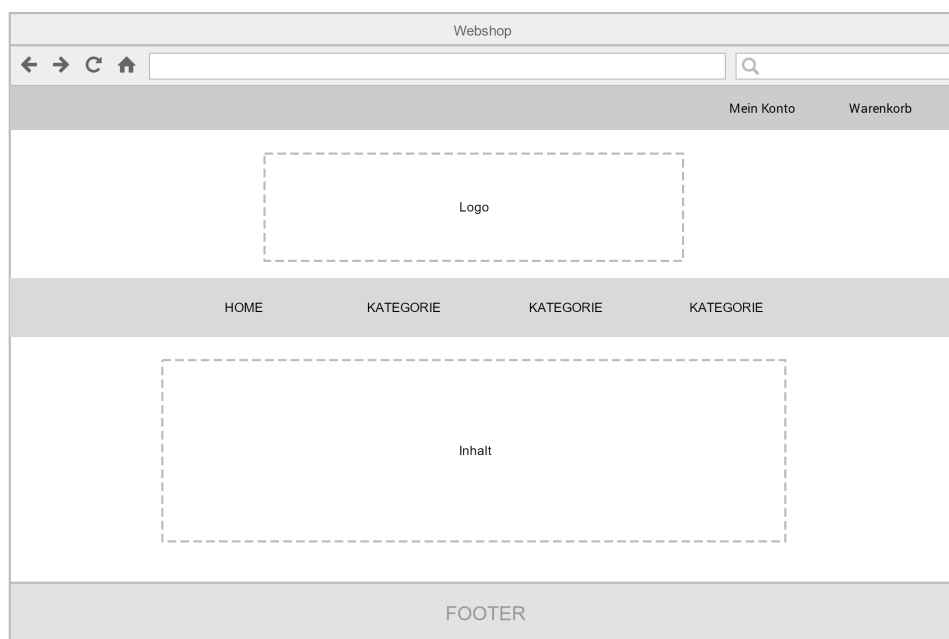 Webshop
Mein Konto Warenkorb
Logo
HOME KATEGORIE KATEGORIE KATEGORIE
Inhalt
FOOTER